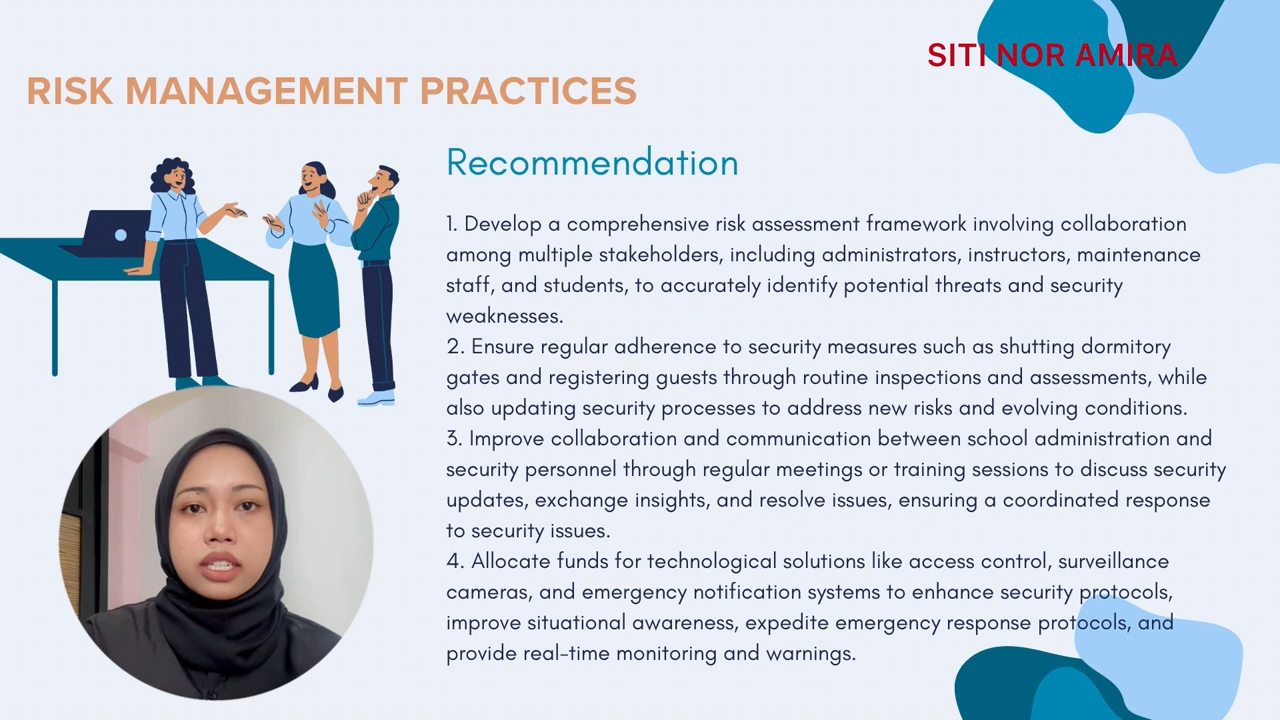 SITI NOR AMIRA
RISK MANAGEMENT PRACTICES
Recommendation
1. Develop a comprehensive risk assessment framework involving collaboration
among multiple stakeholders, including administrators, instructors, maintenance
staff, and students, to accurately identify potential threats and security
weaknesses.
2. Ensure regular adherence to security measures such as shutting dormitory
gates and registering guests through routine inspections and assessments, while
also updating security processes to address new risks and evolving conditions.
3. Improve collaboration and communication between school administration and
security personnel through regular meetings or training sessions to discuss security
updates, exchange insights, and resolve issues, ensuring a coordinated response
to security issues.
4. Allocate funds for technological solutions like access control, surveillance
cameras, and emergency notification systems to enhance security protocols,
improve situational awareness, expedite emergency response protocols, and
provide real-time monitoring and warnings.